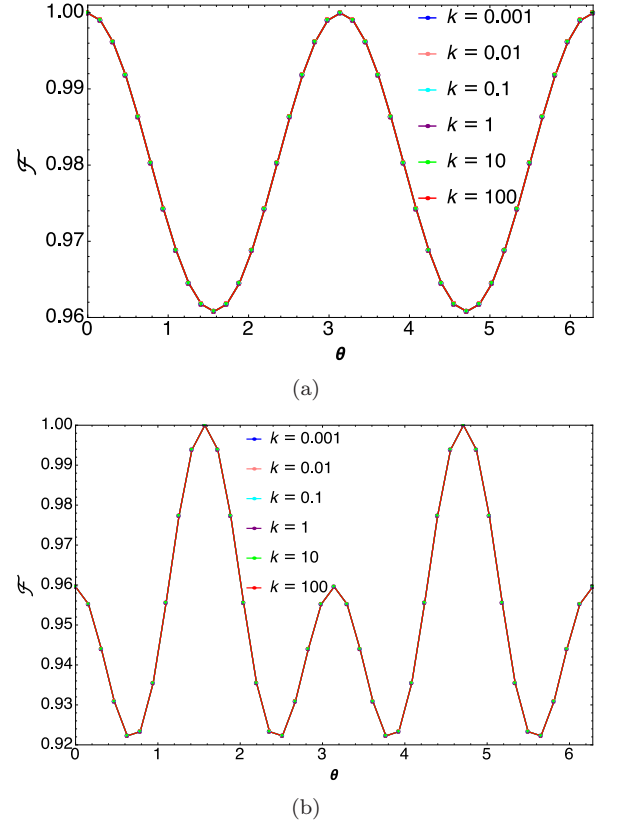 1.00
0.99
0.98
0.97
0.96
ℱ
k = 0.001
k = 0.01
k = 0.1
k = 1
k = 10
k = 100
0 1 2 3 4 5 6
θ
(a)
1.00
0.99
0.98
0.97
0.96
0.95
0.94
0.93
0.92
ℱ
k = 0.001
k = 0.01
k = 0.1
k = 1
k = 10
k = 100
0 1 2 3 4 5 6
θ
(b)